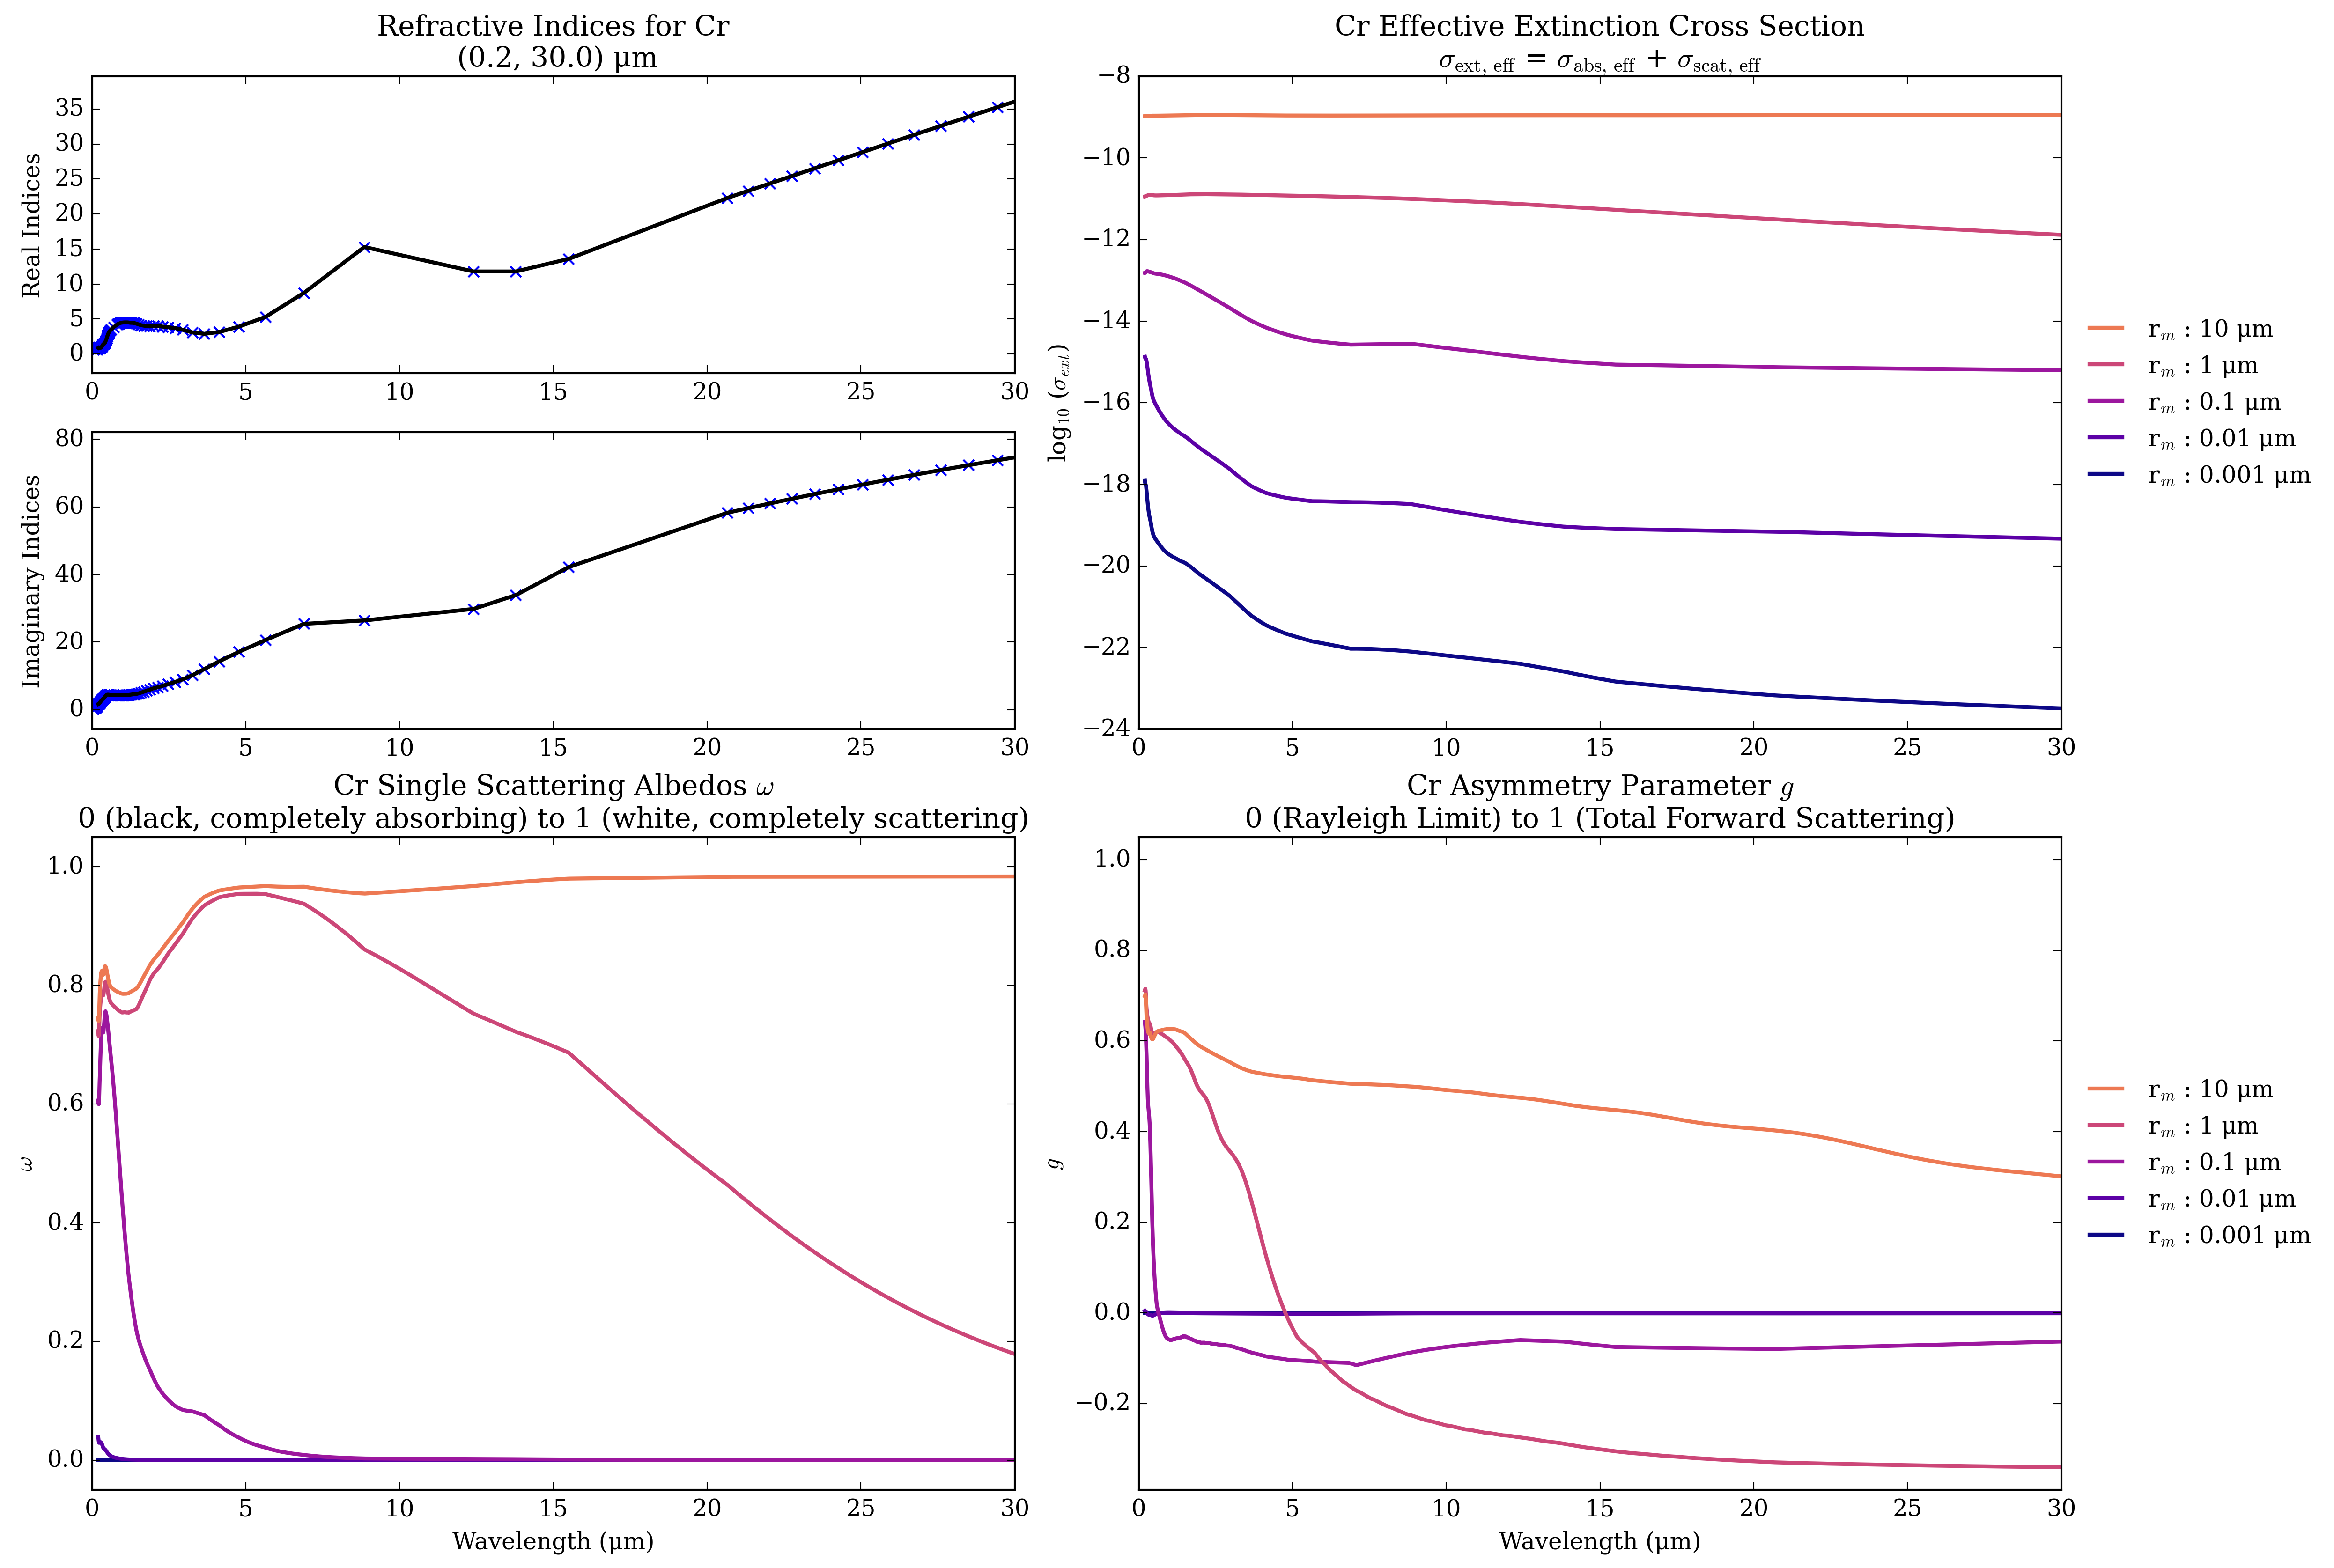 Refractive Indices for Cr
(0.2, 30.0) μm
Real Indices
35
30
25
20
15
10
5
0
0 5 10 15 20 25 30
Imaginary Indices
80
60
40
20
0
0 5 10 15 20 25 30
Cr Effective Extinction Cross Section
σext, eff = σabs, eff + σscat, eff
log10 (σext)
−8
−10
−12
−14
−16
−18
−20
−22
−24
0 5 10 15 20 25 30
rm : 10 μm
rm : 1 μm
rm : 0.1 μm
rm : 0.01 μm
rm : 0.001 μm
Cr Single Scattering Albedos ω
0 (black, completely absorbing) to 1 (white, completely scattering)
ω
1.0
0.8
0.6
0.4
0.2
0.0
0 5 10 15 20 25 30
Wavelength (μm)
Cr Asymmetry Parameter g
0 (Rayleigh Limit) to 1 (Total Forward Scattering)
g
1.0
0.8
0.6
0.4
0.2
0.0
−0.2
0 5 10 15 20 25 30
Wavelength (μm)
rm : 10 μm
rm : 1 μm
rm : 0.1 μm
rm : 0.01 μm
rm : 0.001 μm